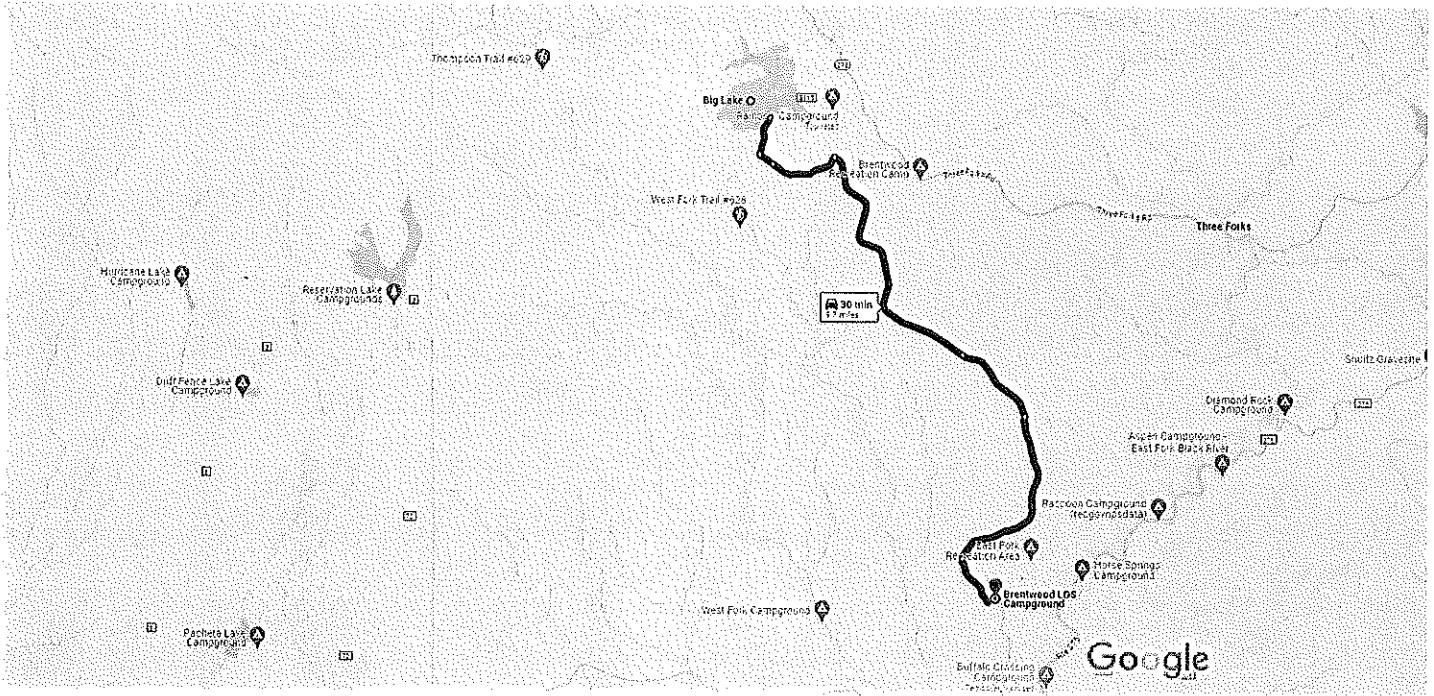 Thompson Trail #629
Big Lake
Campground
Brentwood
Recreation Camp
Three Forks Rd
Three Forks Rd
Three Forks
West Fork Trail #628
Hurricane Lake
Campground
Reservation Lake
Campgrounds
30 min
miles
Drift Fence Lake
Campground
Diamond Rock
Campground
Aspen Campground -
East Fork Black River
Raccoon Campground
East Fork
Recreation Area
Horse Springs
Campground
Brentwood LDS
Campground
West Fork Campground
Pacheta Lake
Campground
Buffalo Crossing
Campground
Google